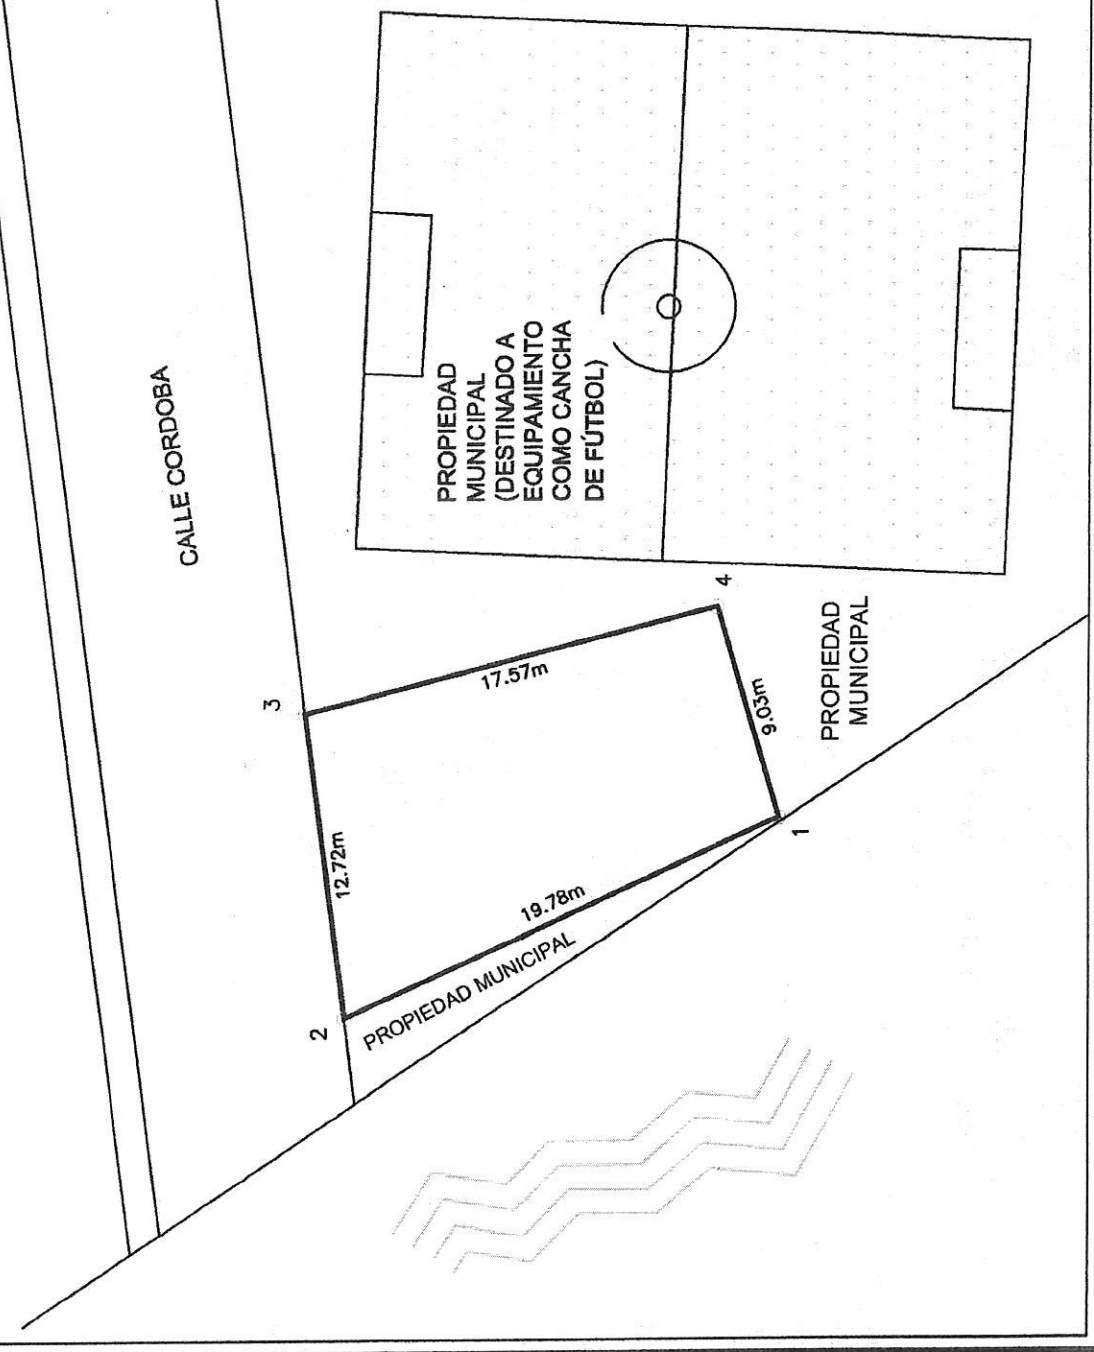 CALLE CORDOBA
PROPIEDAD
MUNICIPAL
(DESTINADO A
EQUIPAMIENTO
COMO CANCHA
DE FÚTBOL)
3
17.57m
4
12.72m
9.03m
PROPIEDAD
MUNICIPAL
19.78m
1
2
PROPIEDAD MUNICIPAL